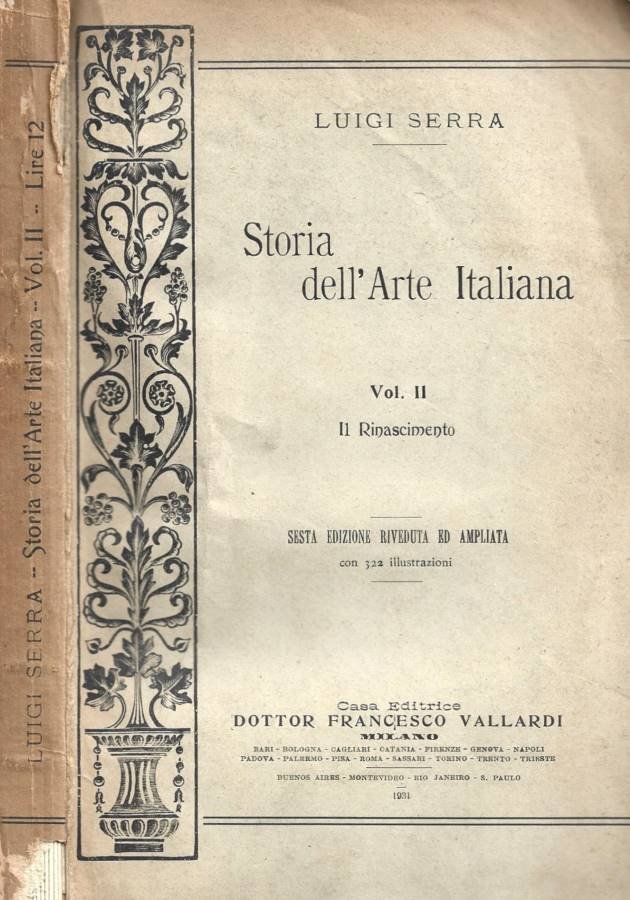 LUIGI SERRA -- Storia dell'Arte Italiana -- Vol. II -- Lire 12
LUIGI SERRA
Storia
dell'Arte Italiana
Vol. II
Il Rinascimento
SESTA EDIZIONE RIVEDUTA ED AMPLIATA
con 322 illustrazioni
Casa Editrice
DOTTOR FRANCESCO VALLARDI
MILANO
BARI - BOLOGNA - CAGLIARI - CATANIA - FIRENZE - GENOVA - NAPOLI
PADOVA - PALERMO - PISA - ROMA - SASSARI - TORINO - TRENTO - TRIESTE
BUENOS AIRES - MONTEVIDEO - RIO JANEIRO - S. PAULO
1931